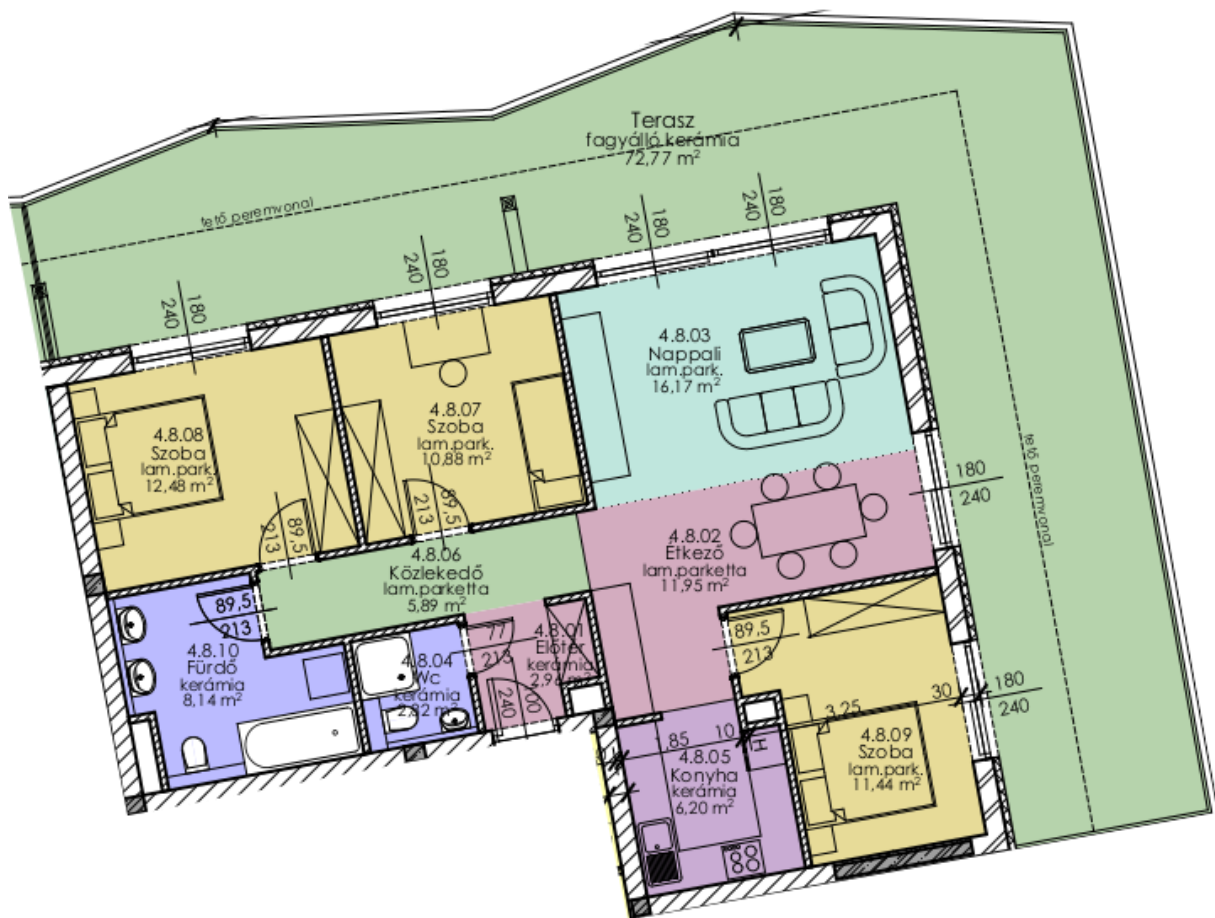 Terasz
fagyálló kerámia
72,77 m²
tető peremvonal
180
240
180
240
180
240
180
240
4.8.03
Nappali
lam.park.
16,17 m²
4.8.07
Szoba
lam.park.
10,88 m²
4.8.08
Szoba
lam.park.
12,48 m²
89,5
213
89,5
213
tető peremvonal
180
240
4.8.02
Étkező
lam.parketta
11,95 m²
4.8.06
Közlekedő
lam.parketta
5,89 m²
89,5
213
4.8.10
Fürdő
kerámia
8,14 m²
4.8.04
Wc
kerámia
77
213
4.8.01
Előtér
kerámia
240
89,5
213
3,25
30
180
240
,85
10
H
4.8.05
Konyha
kerámia
6,20 m²
4.8.09
Szoba
lam.park.
11,44 m²